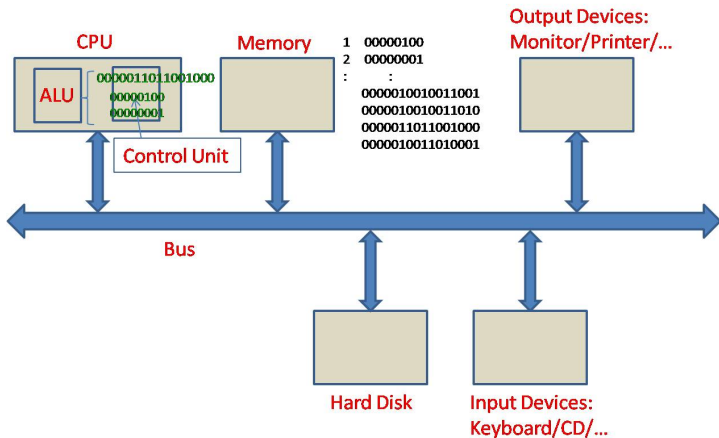 CPU
Memory
Output Devices:
Monitor/Printer/...
1 00000100
2 00000001
: :
0000010010011001
0000010010011010
0000011011001000
0000010011010001
ALU
0000011011001000
00000100
00000001
Control Unit
Bus
Hard Disk
Input Devices:
Keyboard/CD/...